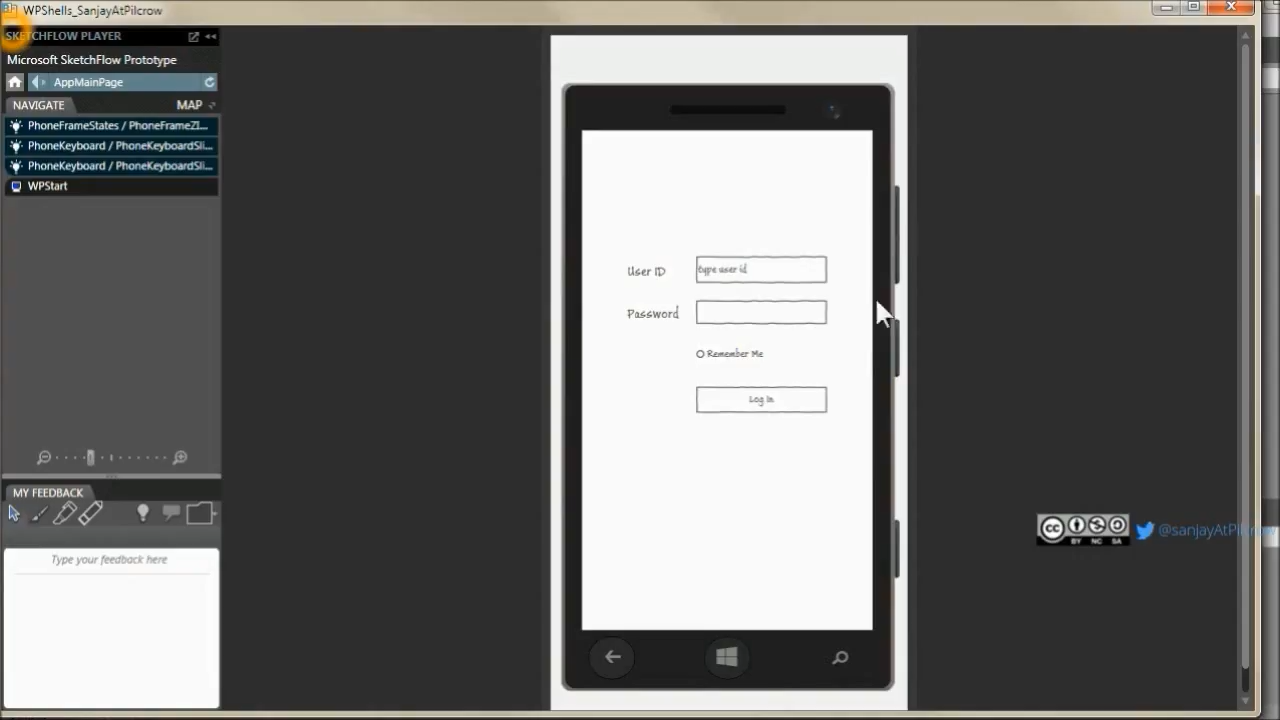 WPShells_SanjayAtPilcrow
SKETCHFLOW PLAYER
Microsoft SketchFlow Prototype
AppMainPage
NAVIGATE
MAP
PhoneFrameStates / PhoneFrameZI...
PhoneKeyboard / PhoneKeyboardSli...
PhoneKeyboard / PhoneKeyboardSli...
WPStart
User ID
type user id
Password
Remember Me
Log In
MY FEEDBACK
Type your feedback here
cc
BY NC SA
@sanjayAtPilcrow